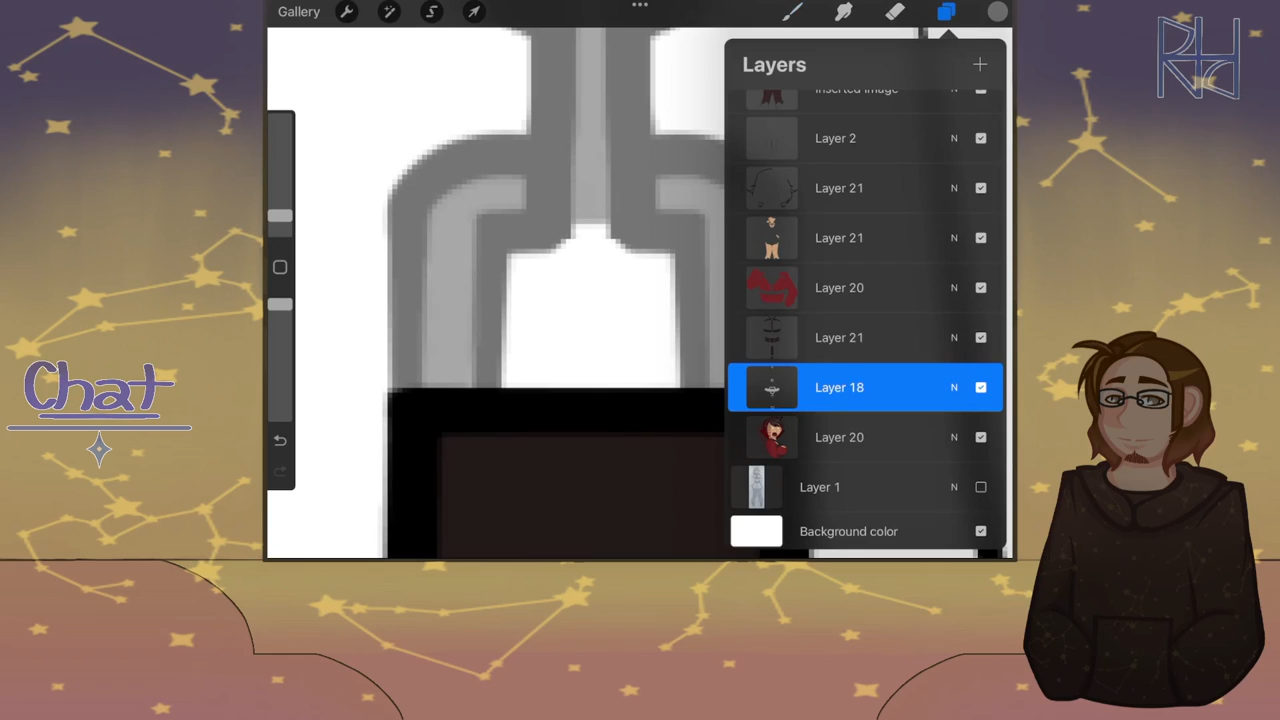 Gallery
Layers
Inserted Image
N
Layer 2
N
Layer 21
N
Layer 21
N
Layer 20
N
Layer 21
N
Layer 18
N
Layer 20
N
Layer 1
N
Background color
Chat